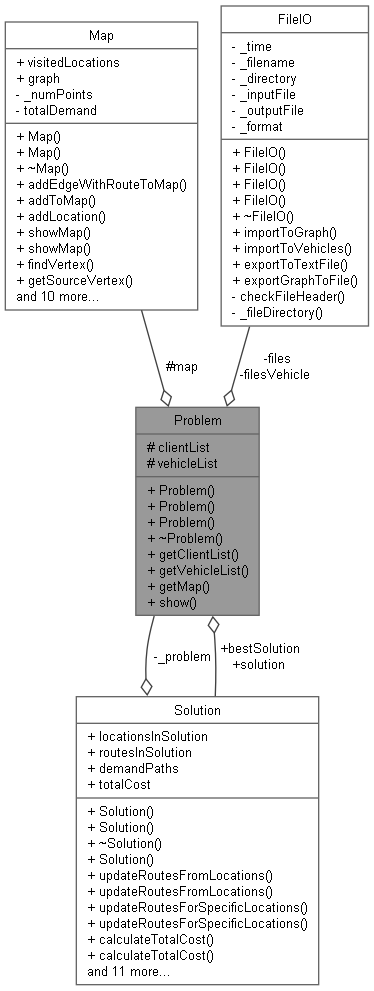 Map
+ visitedLocations
+ graph
- _numPoints
- totalDemand
+ Map()
+ Map()
+ ~Map()
+ addEdgeWithRouteToMap()
+ addToMap()
+ addLocation()
+ showMap()
+ showMap()
+ findVertex()
+ getSourceVertex()
and 10 more...
FileIO
- _time
- _filename
- _directory
- _inputFile
- _outputFile
- _format
+ FileIO()
+ FileIO()
+ FileIO()
+ FileIO()
+ ~FileIO()
+ importToGraph()
+ importToVehicles()
+ exportToTextFile()
+ exportGraphToFile()
- checkFileHeader()
- _fileDirectory()
#map
-files
-filesVehicle
Problem
# clientList
# vehicleList
+ Problem()
+ Problem()
+ Problem()
+ ~Problem()
+ getClientList()
+ getVehicleList()
+ getMap()
+ show()
-_problem
+bestSolution
+solution
Solution
+ locationsInSolution
+ routesInSolution
+ demandPaths
+ totalCost
+ Solution()
+ Solution()
+ ~Solution()
+ Solution()
+ updateRoutesFromLocations()
+ updateRoutesFromLocations()
+ updateRoutesForSpecificLocations()
+ updateRoutesForSpecificLocations()
+ calculateTotalCost()
+ calculateTotalCost()
and 11 more...